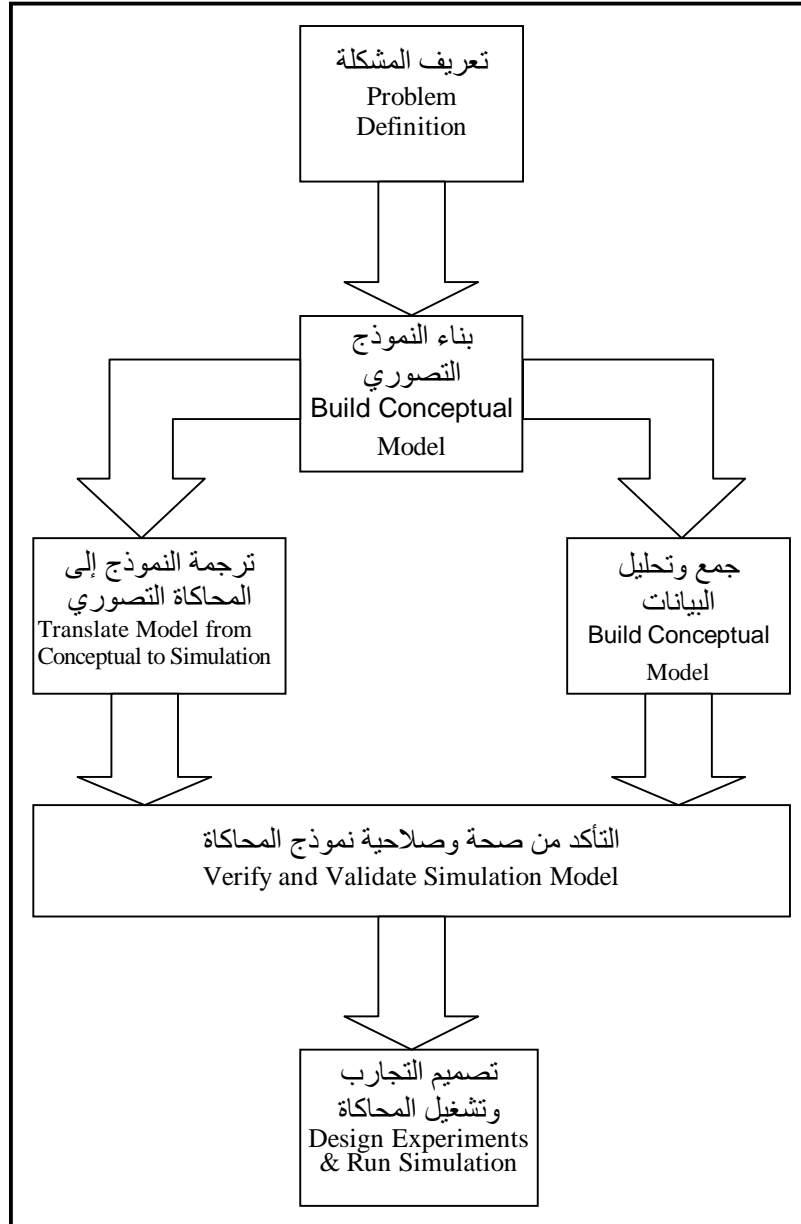 تعريف المشكلة
Problem
Definition
بناء النموذج
التصوري
Build Conceptual
Model
ترجمة النموذج إلى
المحاكاة التصوري
Translate Model from
Conceptual to Simulation
جمع وتحليل
البيانات
Build Conceptual
Model
التأكد من صحة وصلاحية نموذج المحاكاة
Verify and Validate Simulation Model
تصميم التجارب
وتشغيل المحاكاة
Design Experiments
& Run Simulation